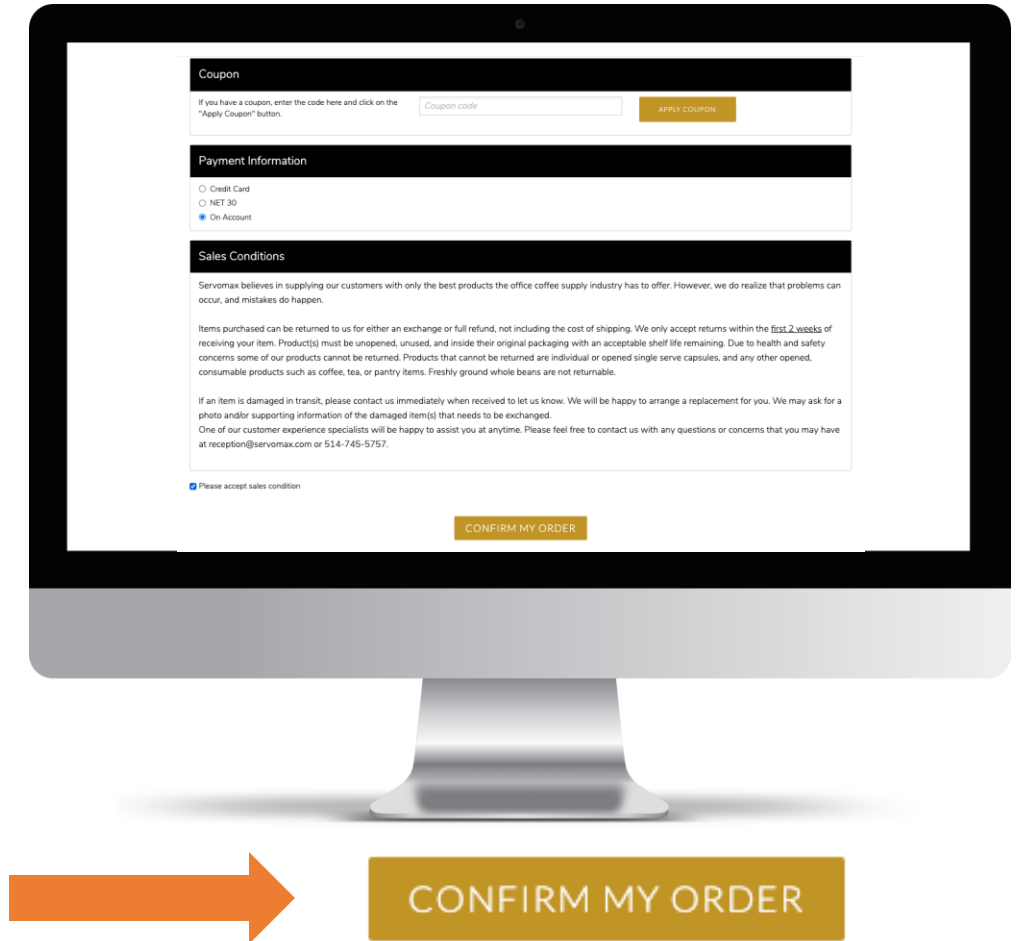 Coupon
If you have a coupon, enter the code here and click on the
"Apply Coupon" button.
Coupon code
APPLY COUPON
Payment Information
Credit Card
NET 30
On Account
Sales Conditions
Servomax believes in supplying our customers with only the best products the office coffee supply industry has to offer. However, we do realize that problems can
occur, and mistakes do happen.
Items purchased can be returned to us for either an exchange or full refund, not including the cost of shipping. We only accept returns within the first 2 weeks of
receiving your item. Product(s) must be unopened, unused, and inside their original packaging with an acceptable shelf life remaining. Due to health and safety
concerns some of our products cannot be returned. Products that cannot be returned are individual or opened single serve capsules, and any other opened,
consumable products such as coffee, tea, or pantry items. Freshly ground whole beans are not returnable.
If an item is damaged in transit, please contact us immediately when received to let us know. We will be happy to arrange a replacement for you. We may ask for a
photo and/or supporting information of the damaged item(s) that needs to be exchanged.
One of our customer experience specialists will be happy to assist you at anytime. Please feel free to contact us with any questions or concerns that you may have
at reception@servomax.com or 514-745-5757.
Please accept sales condition
CONFIRM MY ORDER
CONFIRM MY ORDER